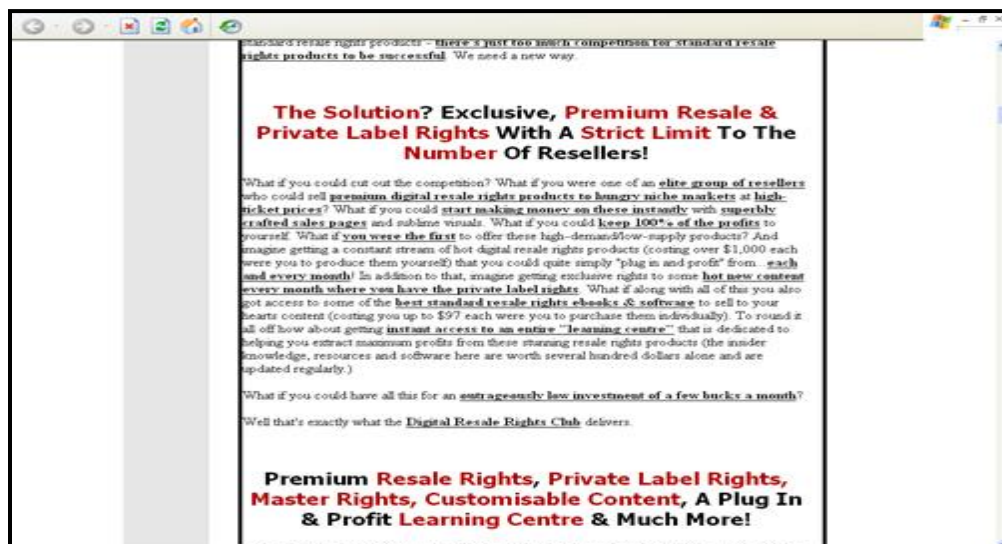 standard resale rights products - there's just too much competition for standard resale
rights products to be successful. We need a new way.
The Solution? Exclusive, Premium Resale &
Private Label Rights With A Strict Limit To The
Number Of Resellers!
What if you could cut out the competition? What if you were one of an elite group of resellers
who could sell premium digital resale rights products to hungry niche markets at high-
ticket prices? What if you could start making money on these instantly with superbly
crafted sales pages and sublime visuals. What if you could keep 100% of the profits to
yourself. What if you were the first to offer these high-demand/low-supply products? And
imagine getting a constant stream of hot digital resale rights products (costing over $1,000 each
were you to produce them yourself) that you could quite simply "plug in and profit" from... each
and every month! In addition to that, imagine getting exclusive rights to some hot new content
every month where you have the private label rights. What if along with all of this you also
got access to some of the best standard resale rights ebooks & software to sell to your
hearts content (costing you up to $97 each were you to purchase them individually). To round it
all off how about getting instant access to an entire "learning centre" that is dedicated to
helping you extract maximum profits from these stunning resale rights products (the insider
knowledge, resources and software here are worth several hundred dollars alone and are
updated regularly.)
What if you could have all this for an outrageously low investment of a few bucks a month?
Well that's exactly what the Digital Resale Rights Club delivers.
Premium Resale Rights, Private Label Rights,
Master Rights, Customisable Content, A Plug In
& Profit Learning Centre & Much More!